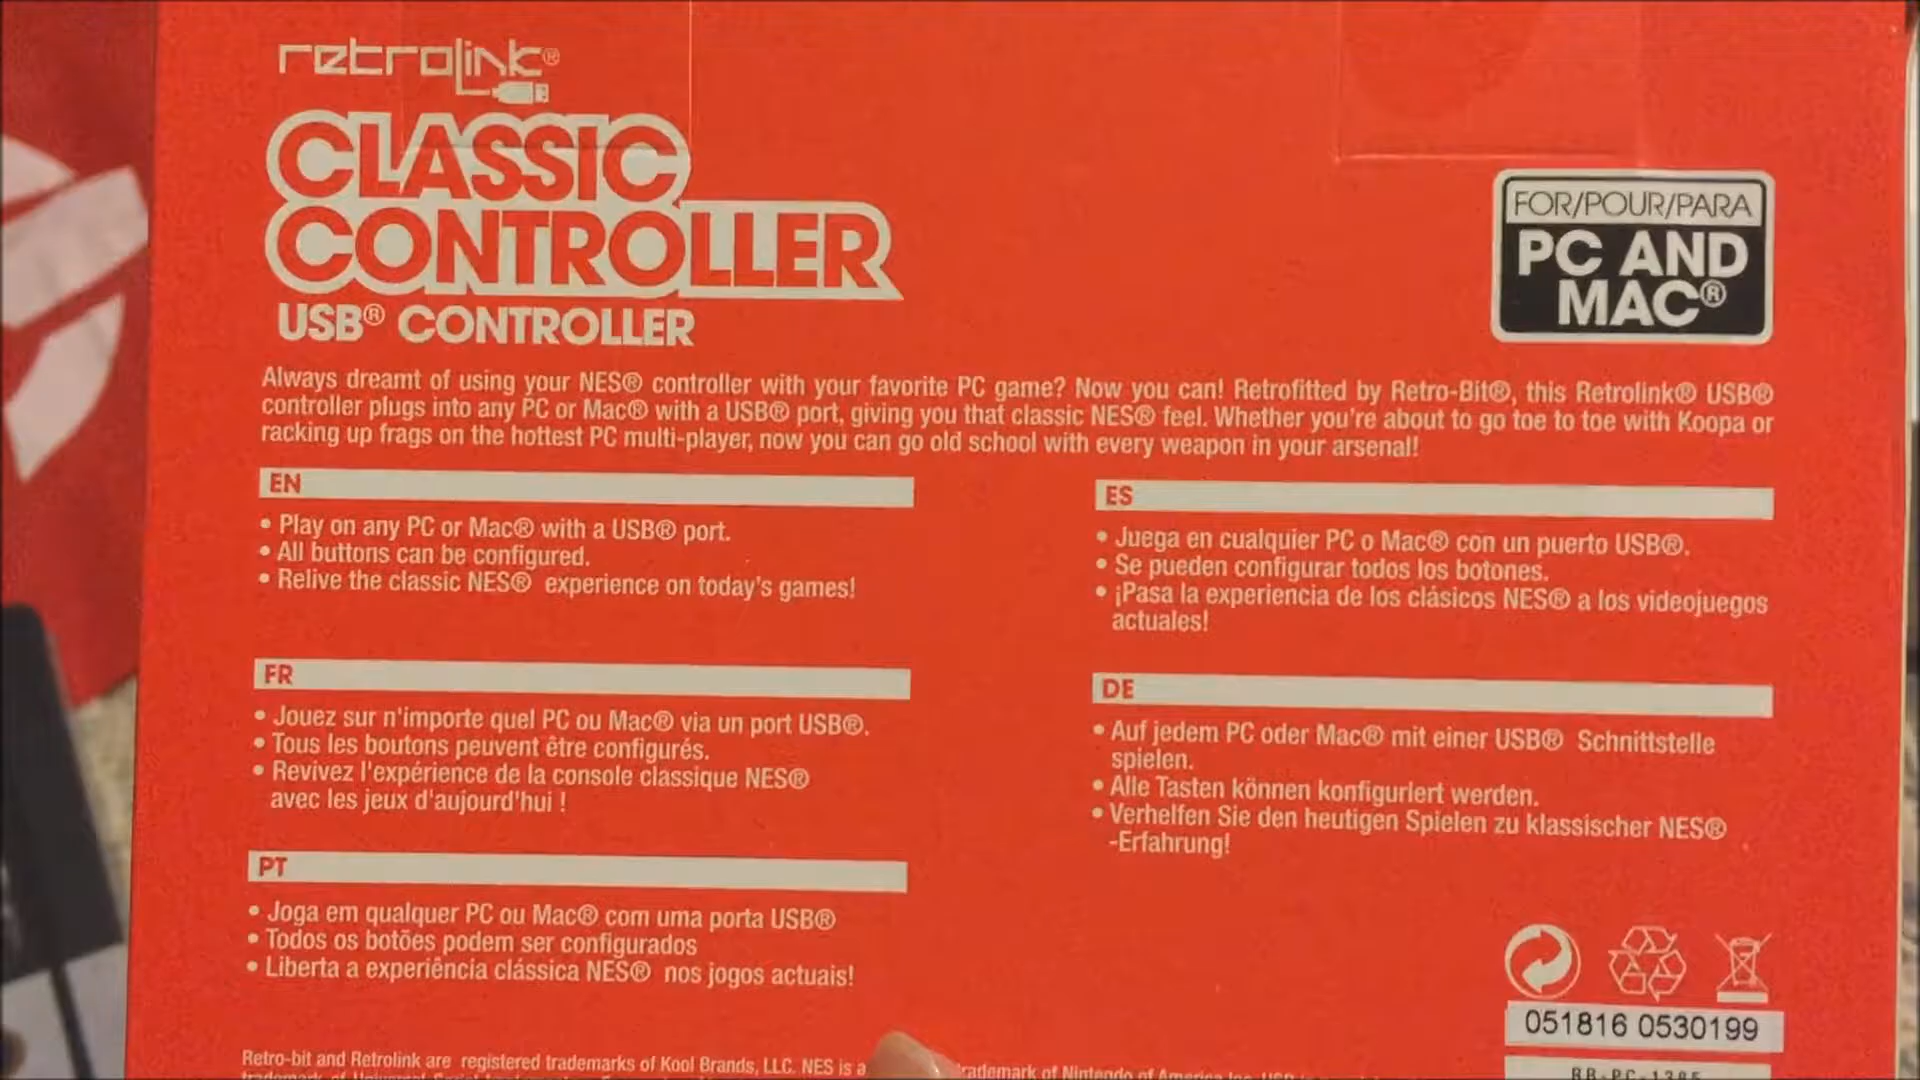 retrolink®
CLASSIC
CONTROLLER
USB® CONTROLLER
FOR/POUR/PARA
PC AND
MAC®
Always dreamt of using your NES® controller with your favorite PC game? Now you can! Retrofitted by Retro-Bit®, this Retrolink® USB®
controller plugs into any PC or Mac® with a USB® port, giving you that classic NES® feel. Whether you're about to go toe to toe with Koopa or
racking up frags on the hottest PC multi-player, now you can go old school with every weapon in your arsenal!
EN
• Play on any PC or Mac® with a USB® port.
• All buttons can be configured.
• Relive the classic NES® experience on today's games!
ES
• Juega en cualquier PC o Mac® con un puerto USB®.
• Se pueden configurar todos los botones.
• ¡Pasa la experiencia de los clásicos NES® a los videojuegos
actuales!
FR
• Jouez sur n'importe quel PC ou Mac® via un port USB®.
• Tous les boutons peuvent être configurés.
• Revivez l'expérience de la console classique NES®
avec les jeux d'aujourd'hui !
DE
• Auf jedem PC oder Mac® mit einer USB® Schnittstelle
spielen.
• Alle Tasten können konfiguriert werden.
• Verhelfen Sie den heutigen Spielen zu klassischer NES®
-Erfahrung!
PT
• Joga em qualquer PC ou Mac® com uma porta USB®
• Todos os botões podem ser configurados
• Liberta a experiência clássica NES® nos jogos actuais!
051816 0530199
RB-PC-1385
Retro-bit and Retrolink are registered trademarks of Kool Brands, LLC. NES is a trademark of Nintendo of America Inc. USB